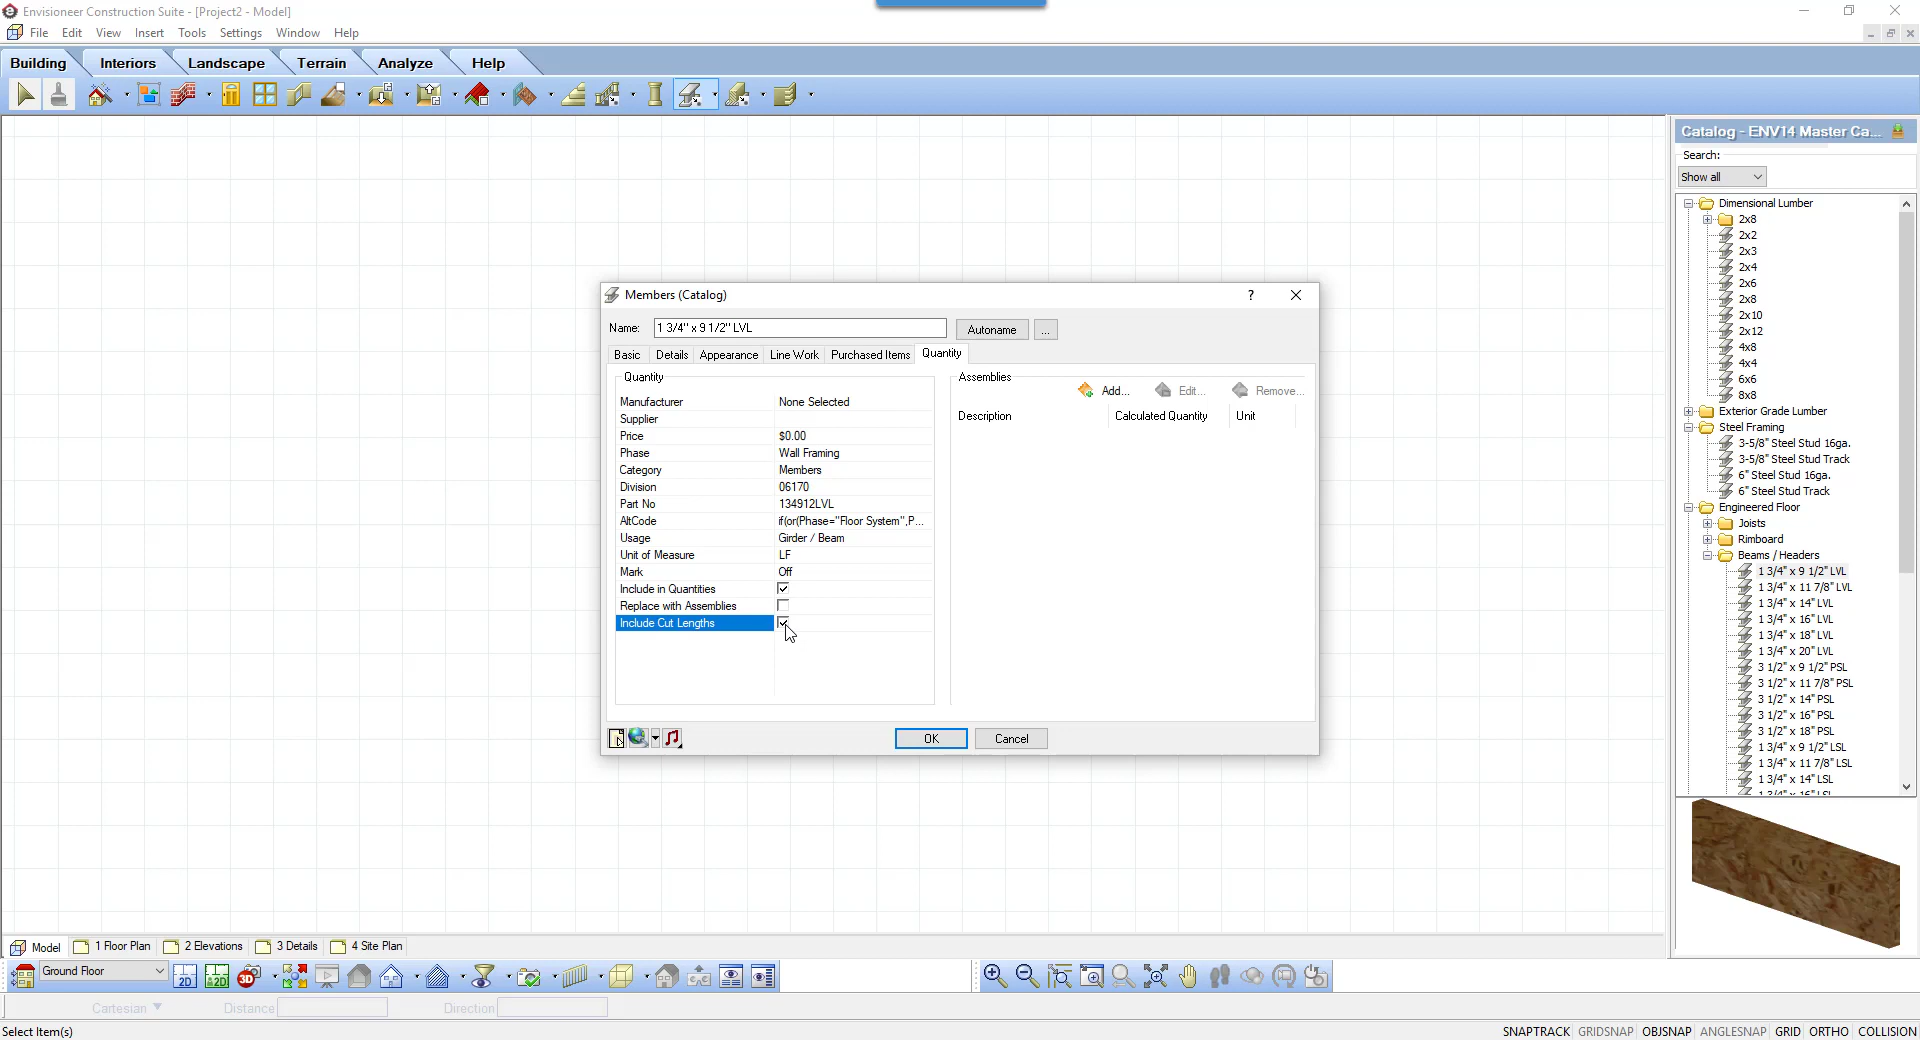 Envisioneer Construction Suite - [Project2 - Model]
File Edit View Insert Tools Settings Window Help
Building Interiors Landscape Terrain Analyze Help
Catalog - ENV14 Master Ca...
Search:
Show all
Dimensional Lumber
2x8
2x2
2x3
2x4
2x6
2x8
2x10
2x12
4x8
4x4
6x6
8x8
Exterior Grade Lumber
Steel Framing
3-5/8" Steel Stud 16ga.
3-5/8" Steel Stud Track
6" Steel Stud 16ga.
6" Steel Stud Track
Engineered Floor
Joists
Rimboard
Beams / Headers
1 3/4" x 9 1/2" LVL
1 3/4" x 11 7/8" LVL
1 3/4" x 14" LVL
1 3/4" x 16" LVL
1 3/4" x 18" LVL
1 3/4" x 20" LVL
3 1/2" x 9 1/2" PSL
3 1/2" x 11 7/8" PSL
3 1/2" x 14" PSL
3 1/2" x 16" PSL
3 1/2" x 18" PSL
1 3/4" x 9 1/2" LSL
1 3/4" x 11 7/8" LSL
1 3/4" x 14" LSL
1 3/4" x 16" LSL
Members (Catalog)
Name: 1 3/4" x 9 1/2" LVL Autoname ...
Basic Details Appearance Line Work Purchased Items Quantity
Quantity
Manufacturer None Selected
Supplier
Price $0.00
Phase Wall Framing
Category Members
Division 06170
Part No 134912LVL
AltCode if(or(Phase="Floor System",P...
Usage Girder / Beam
Unit of Measure LF
Mark Off
Include in Quantities
Replace with Assemblies
Include Cut Lengths
Assemblies
Add... Edit... Remove...
Description Calculated Quantity Unit
OK Cancel
Model 1 Floor Plan 2 Elevations 3 Details 4 Site Plan
Ground Floor 2D 2D 3D
Cartesian Distance Direction
Select Item(s) SNAPTRACK GRIDSNAP OBJSNAP ANGLESNAP GRID ORTHO COLLISION